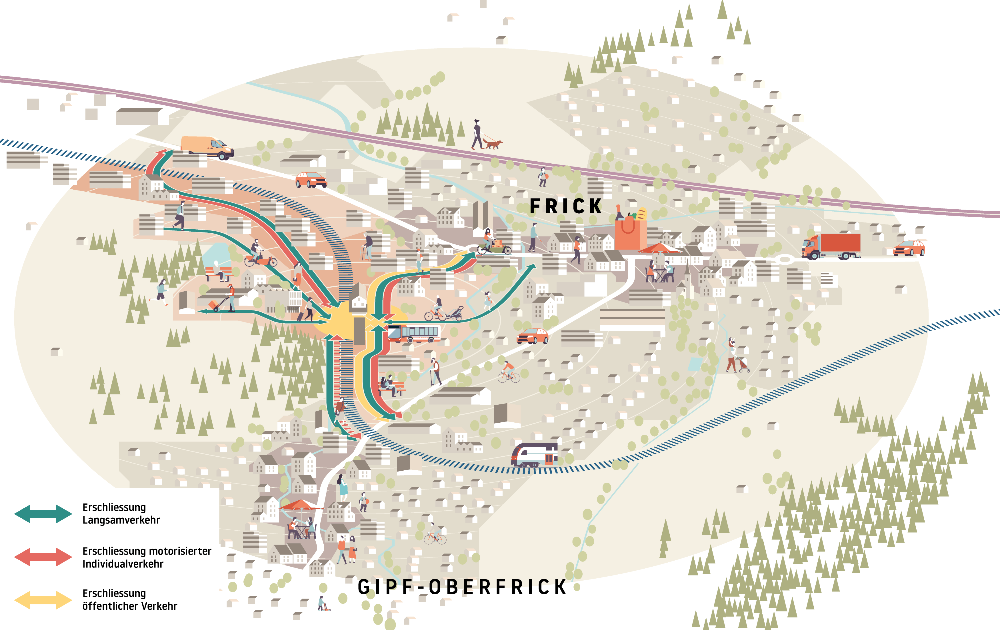 FRICK
GIPF-OBERFRICK
Erschliessung
Langsamverkehr
Erschliessung motorisierter
Individualverkehr
Erschliessung
öffentlicher Verkehr